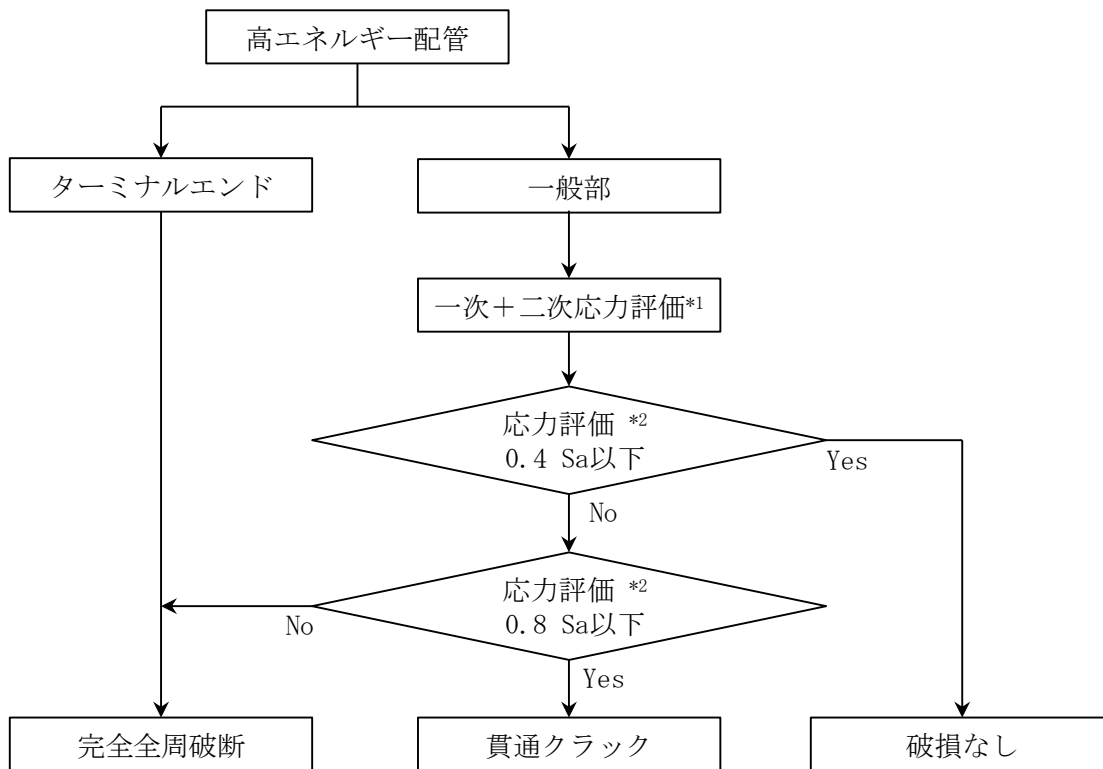 高エネルギー配管
ターミナルエンド
一般部
一次＋二次応力評価*1
応力評価 *2
0.4 Sa以下
Yes
No
応力評価 *2
0.8 Sa以下
No
Yes
完全全周破断
貫通クラック
破損なし